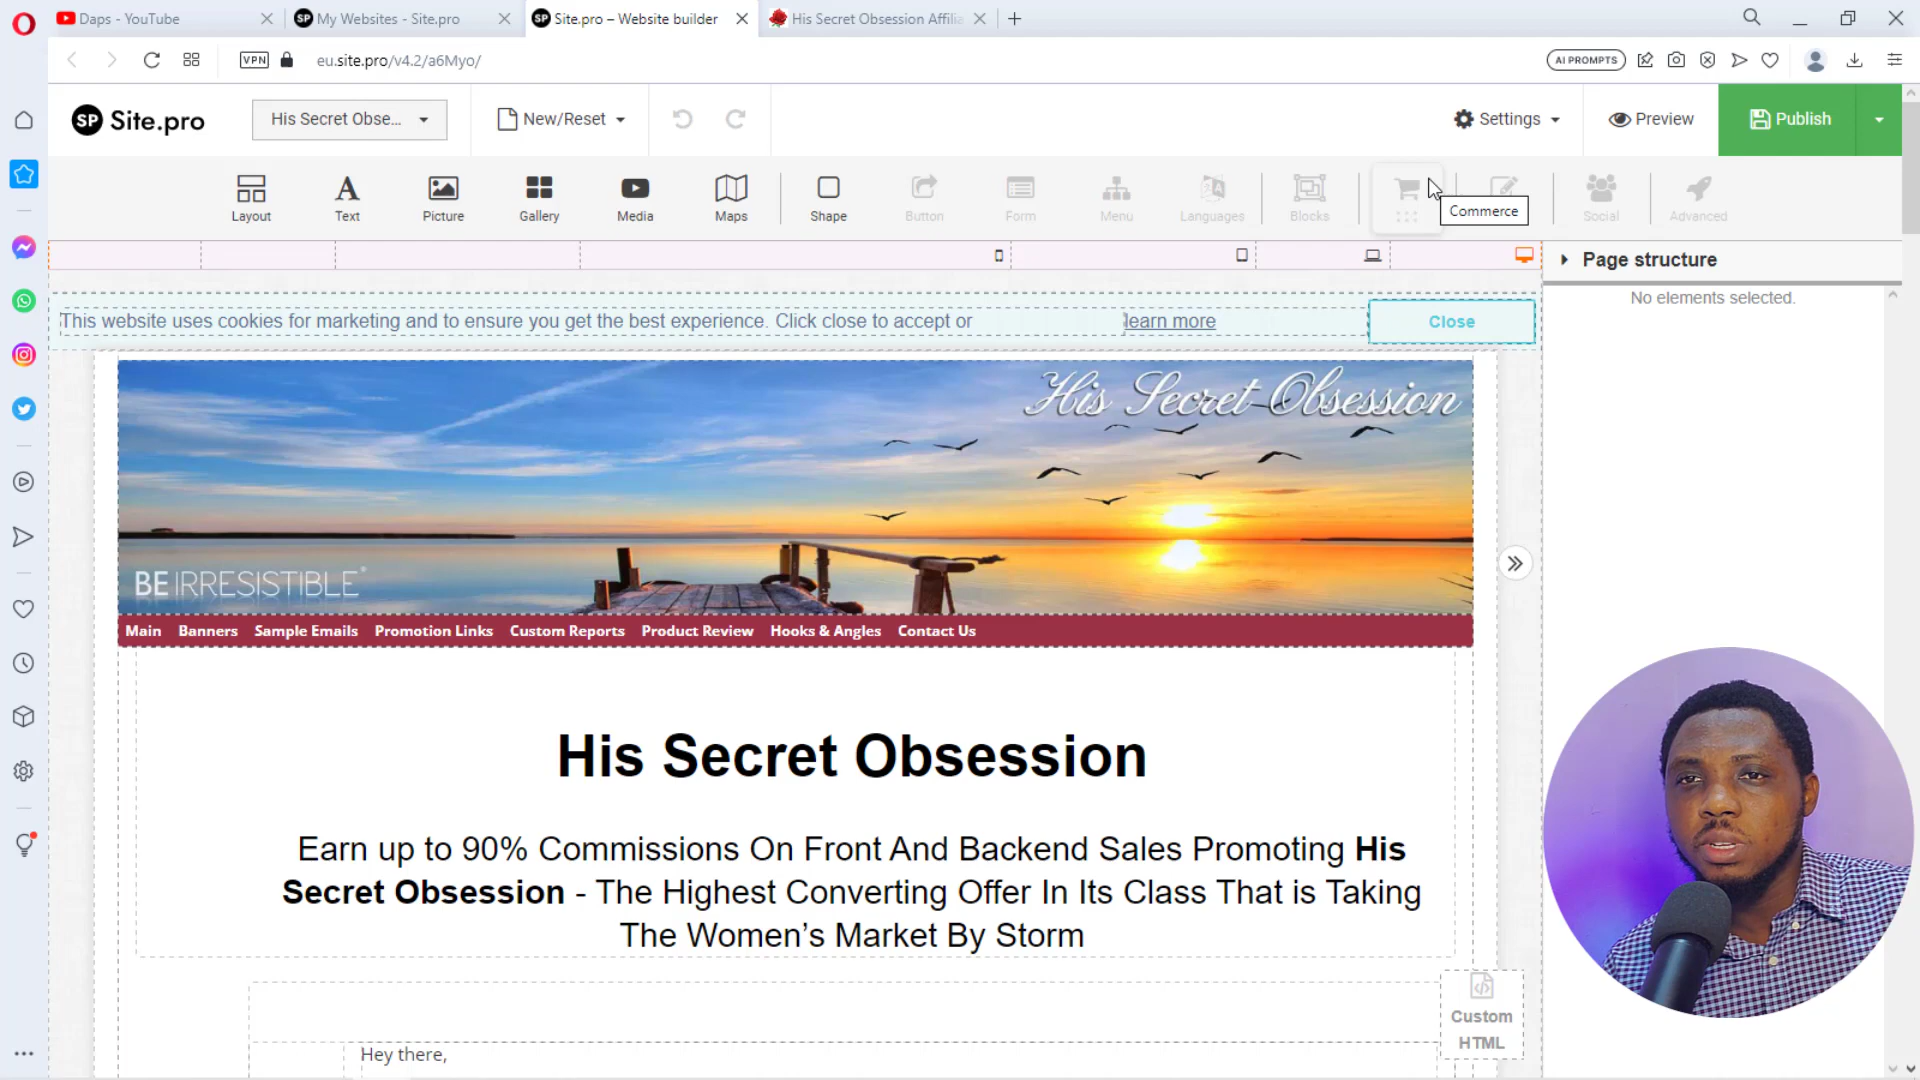 Daps - YouTube
My Websites - Site.pro
Site.pro – Website builder
His Secret Obsession Affilia
VPN
eu.site.pro/v4.2/a6Myo/
AI PROMPTS
SP Site.pro
His Secret Obse...
New/Reset
Settings
Preview
Publish
Layout
Text
Picture
Gallery
Media
Maps
Shape
Button
Form
Menu
Languages
Blocks
Commerce
Social
Advanced
Page structure
No elements selected.
This website uses cookies for marketing and to ensure you get the best experience. Click close to accept or
learn more
Close
His Secret Obsession
BE IRRESISTIBLE®
Main Banners Sample Emails Promotion Links Custom Reports Product Review Hooks & Angles Contact Us
His Secret Obsession
Earn up to 90% Commissions On Front And Backend Sales Promoting His
Secret Obsession - The Highest Converting Offer In Its Class That is Taking
The Women’s Market By Storm
Custom
HTML
Hey there,